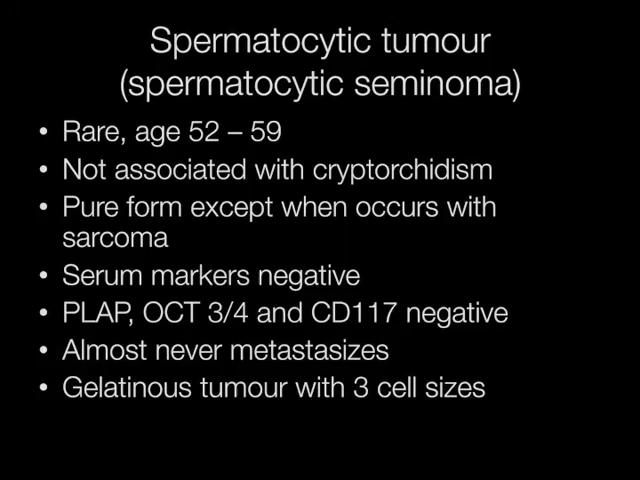 Spermatocytic tumour
(spermatocytic seminoma)
• Rare, age 52 – 59
• Not associated with cryptorchidism
• Pure form except when occurs with
sarcoma
• Serum markers negative
• PLAP, OCT 3/4 and CD117 negative
• Almost never metastasizes
• Gelatinous tumour with 3 cell sizes